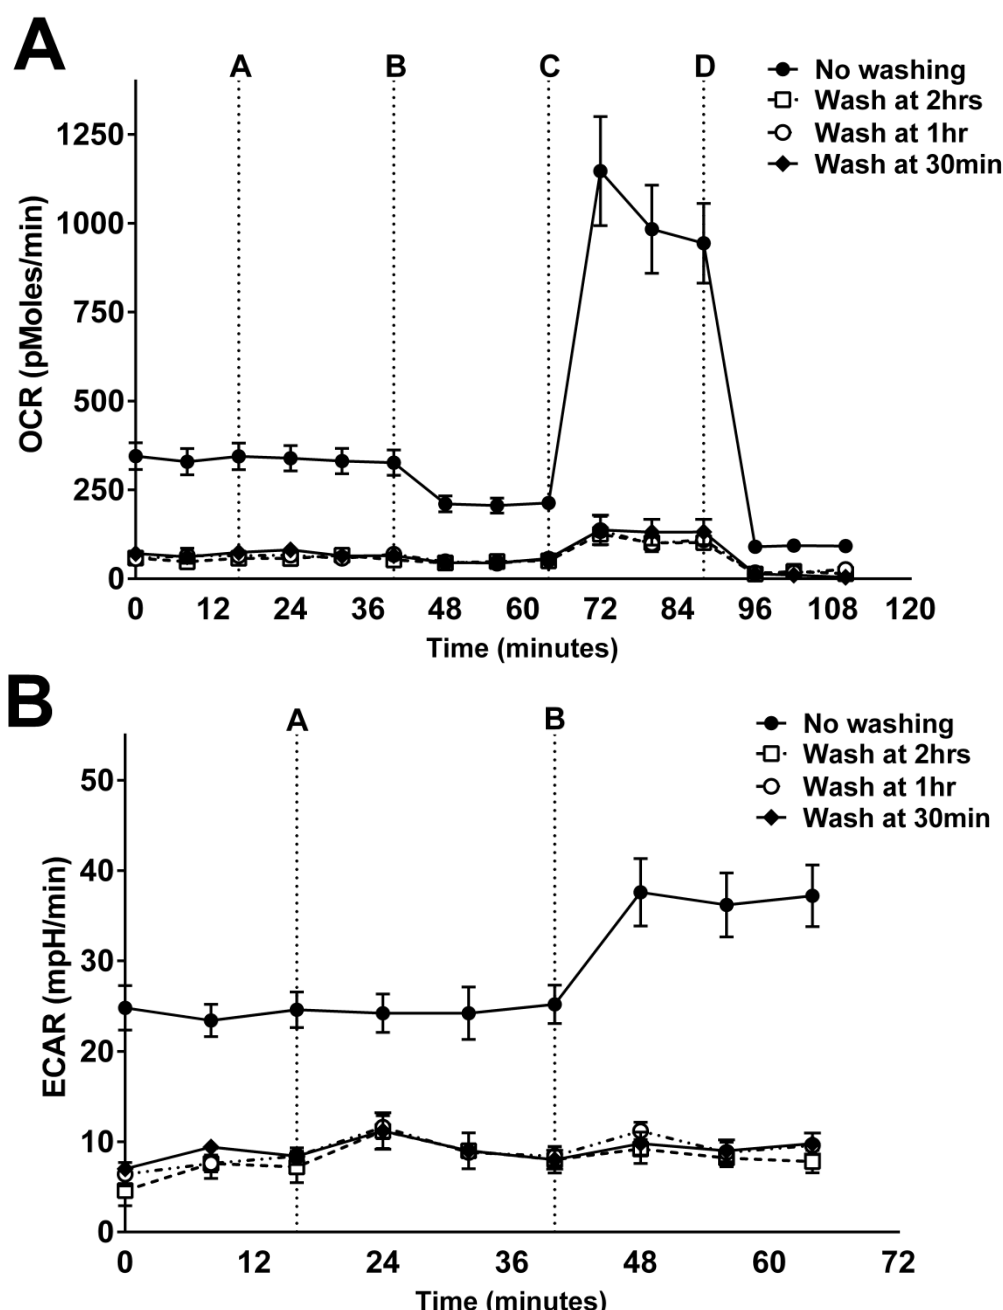 A
A B C D
No washing
Wash at 2hrs
Wash at 1hr
Wash at 30min
OCR (pMoles/min)
1250
1000
750
500
250
0
0 12 24 36 48 60 72 84 96 108 120
Time (minutes)
B
A B
No washing
Wash at 2hrs
Wash at 1hr
Wash at 30min
ECAR (mpH/min)
50
40
30
20
10
0
0 12 24 36 48 60 72
Time (minutes)